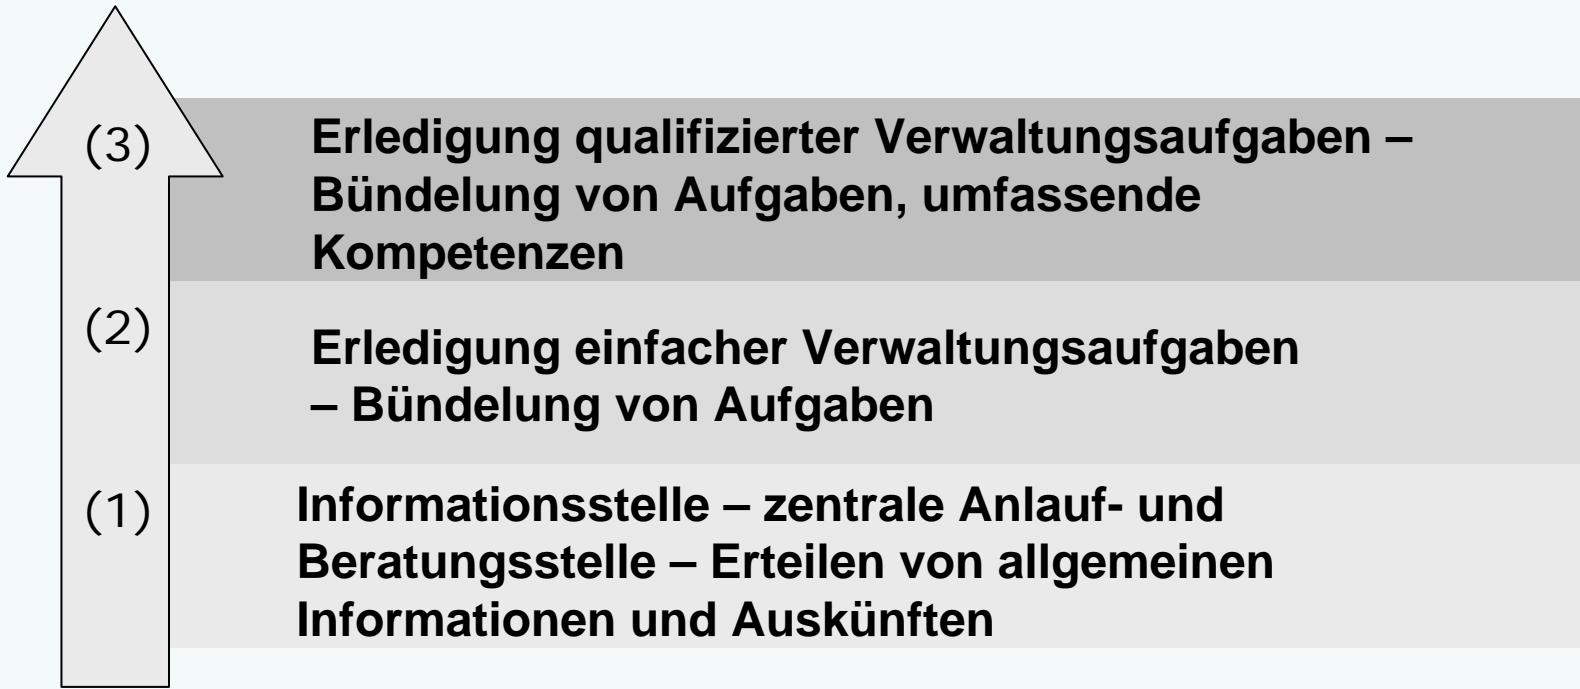 (3)
Erledigung qualifizierter Verwaltungsaufgaben –
Bündelung von Aufgaben, umfassende
Kompetenzen
(2)
Erledigung einfacher Verwaltungsaufgaben
– Bündelung von Aufgaben
(1)
Informationsstelle – zentrale Anlauf- und
Beratungsstelle – Erteilen von allgemeinen
Informationen und Auskünften